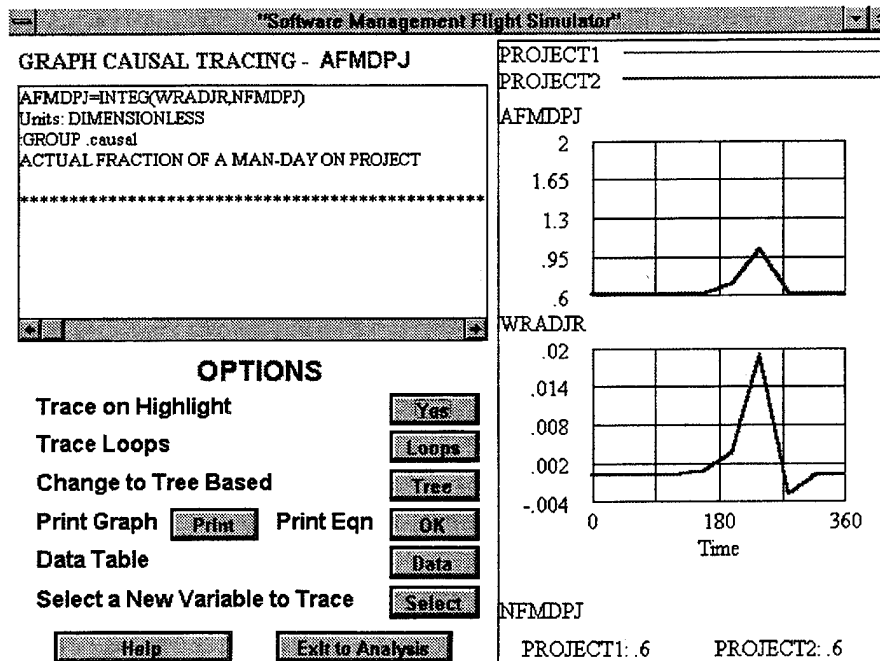 "Software Management Flight Simulator"
GRAPH CAUSAL TRACING - AFMDPJ
AFMDPJ=INTEG(WRADJR,NFMDPJ)
Units: DIMENSIONLESS
:GROUP .causal
ACTUAL FRACTION OF A MAN-DAY ON PROJECT
************************************************
OPTIONS
Trace on Highlight Yes
Trace Loops Loops
Change to Tree Based Tree
Print Graph Print Print Eqn OK
Data Table Data
Select a New Variable to Trace Select
Help Exit to Analysis
PROJECT1
PROJECT2
AFMDPJ
2
1.65
1.3
.95
.6
WRADJR
.02
.014
.008
.002
-.004
0 180 360
Time
NFMDPJ
PROJECT1: .6 PROJECT2: .6